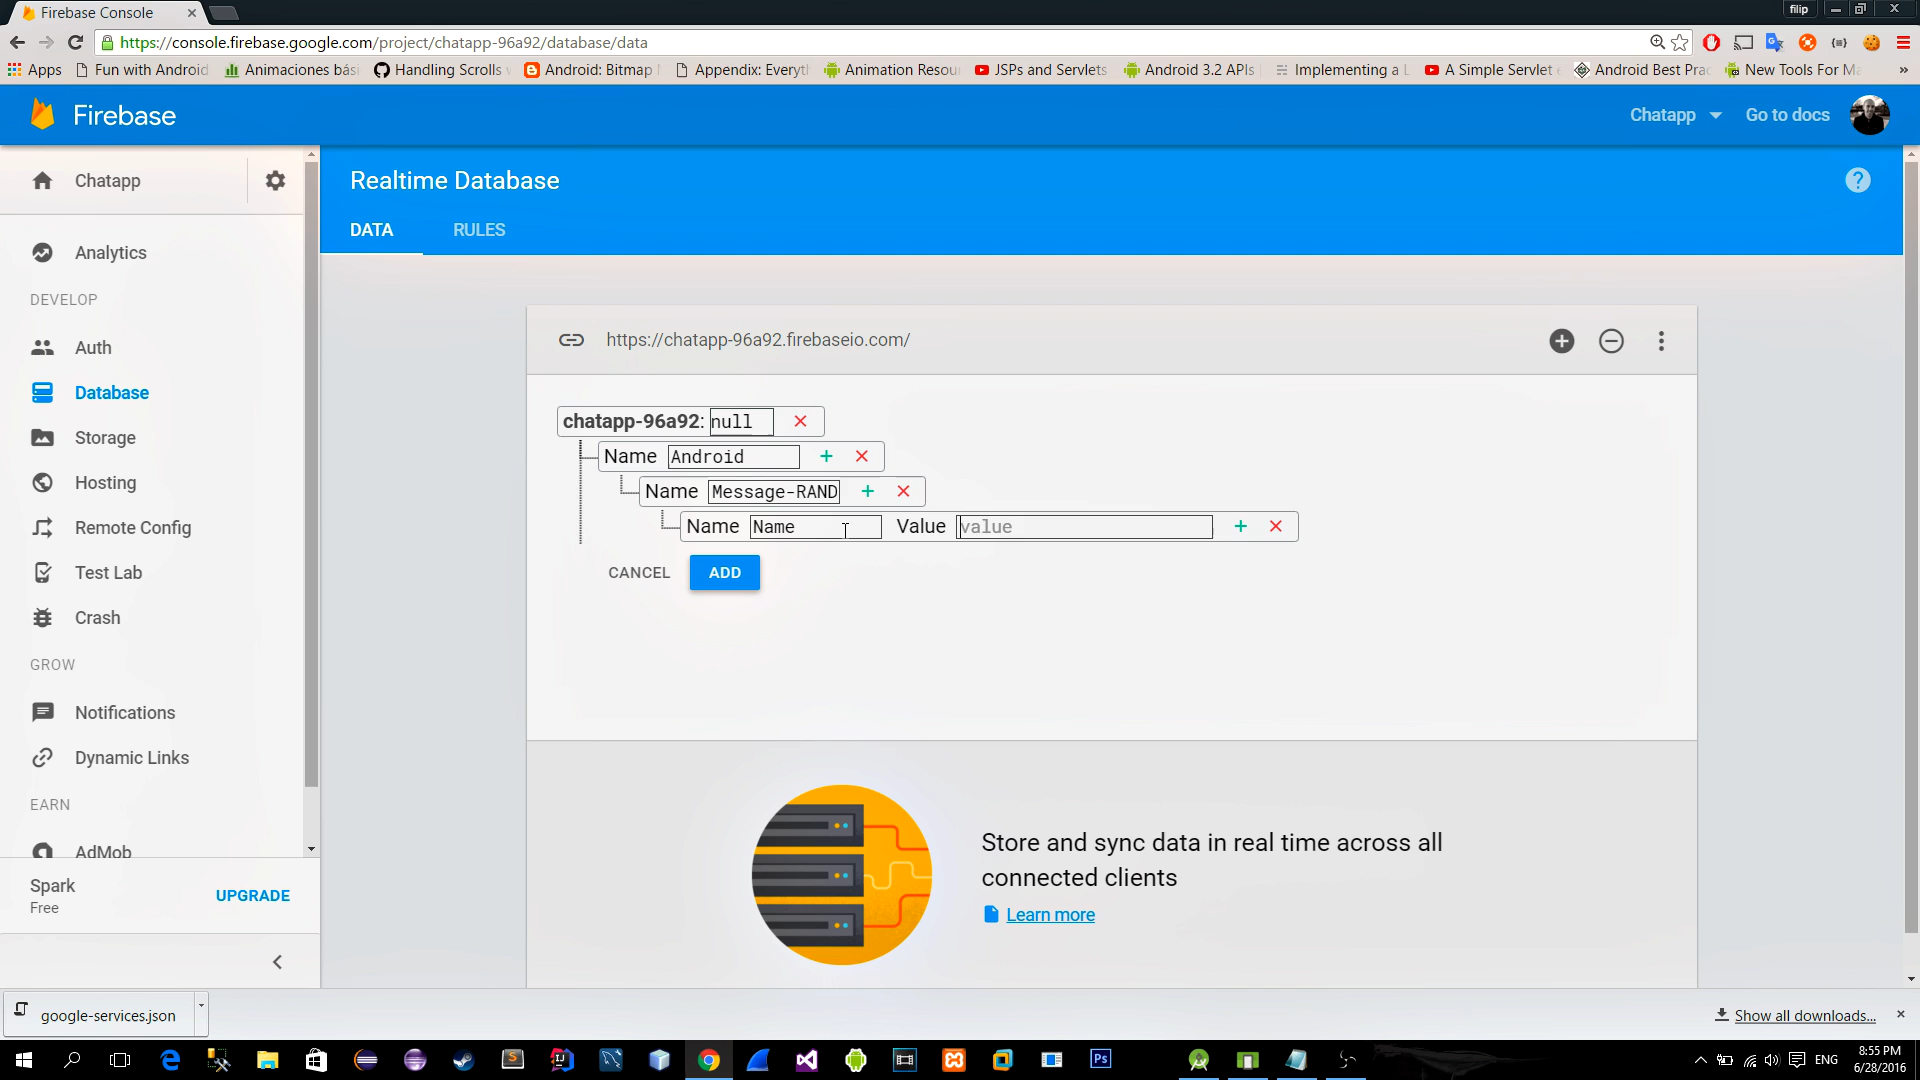 Firebase Console
filip
https://console.firebase.google.com/project/chatapp-96a92/database/data
Apps Fun with Android Animaciones bási Handling Scrolls Android: Bitmap Appendix: Everyt Animation Resou JSPs and Servlets Android 3.2 APIs Implementing a A Simple Servlet Android Best Prac New Tools For Ma »
Firebase
Chatapp Go to docs
Chatapp
Realtime Database
DATA RULES
Analytics
DEVELOP
Auth
Database
Storage
Hosting
Remote Config
Test Lab
Crash
GROW
Notifications
Dynamic Links
EARN
AdMob
Spark
Free
UPGRADE
https://chatapp-96a92.firebaseio.com/
chatapp-96a92: null
Name Android
Name Message-RAND
Name Name Value value
CANCEL ADD
Store and sync data in real time across all
connected clients
Learn more
google-services.json
Show all downloads...
ENG
8:55 PM
6/28/2016